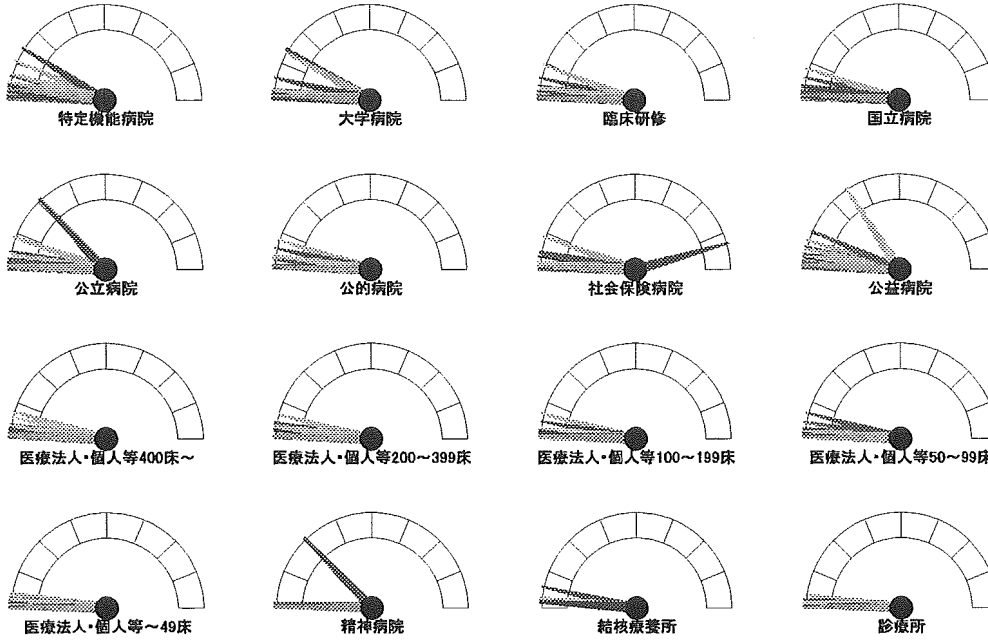 特定機能病院
大学病院
臨床研修
国立病院
公立病院
公的病院
社会保険病院
公益病院
医療法人・個人等400床～
医療法人・個人等200～399床
医療法人・個人等100～199床
医療法人・個人等50～99床
医療法人・個人等～49床
精神病院
結核療養所
診療所